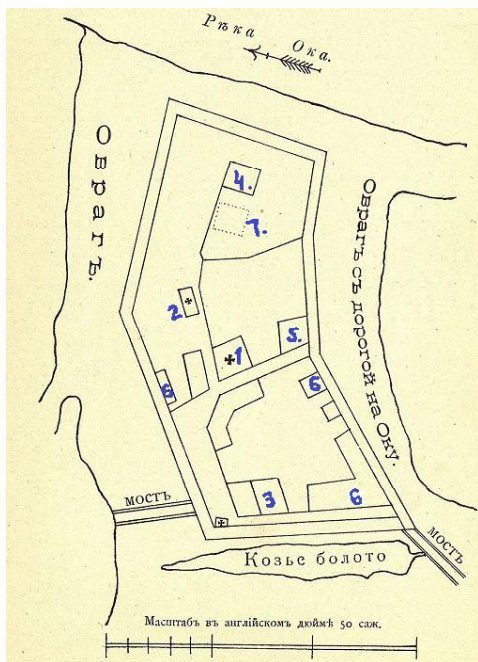 Рѣка Ока.
Оврагъ.
Оврагъ съ дорогой на Оку.
4.
7.
2
1
5.
8
6
3
6
мостъ
мостъ
Козье болото
Масштабъ въ англійскомъ дюймѣ 50 саж.